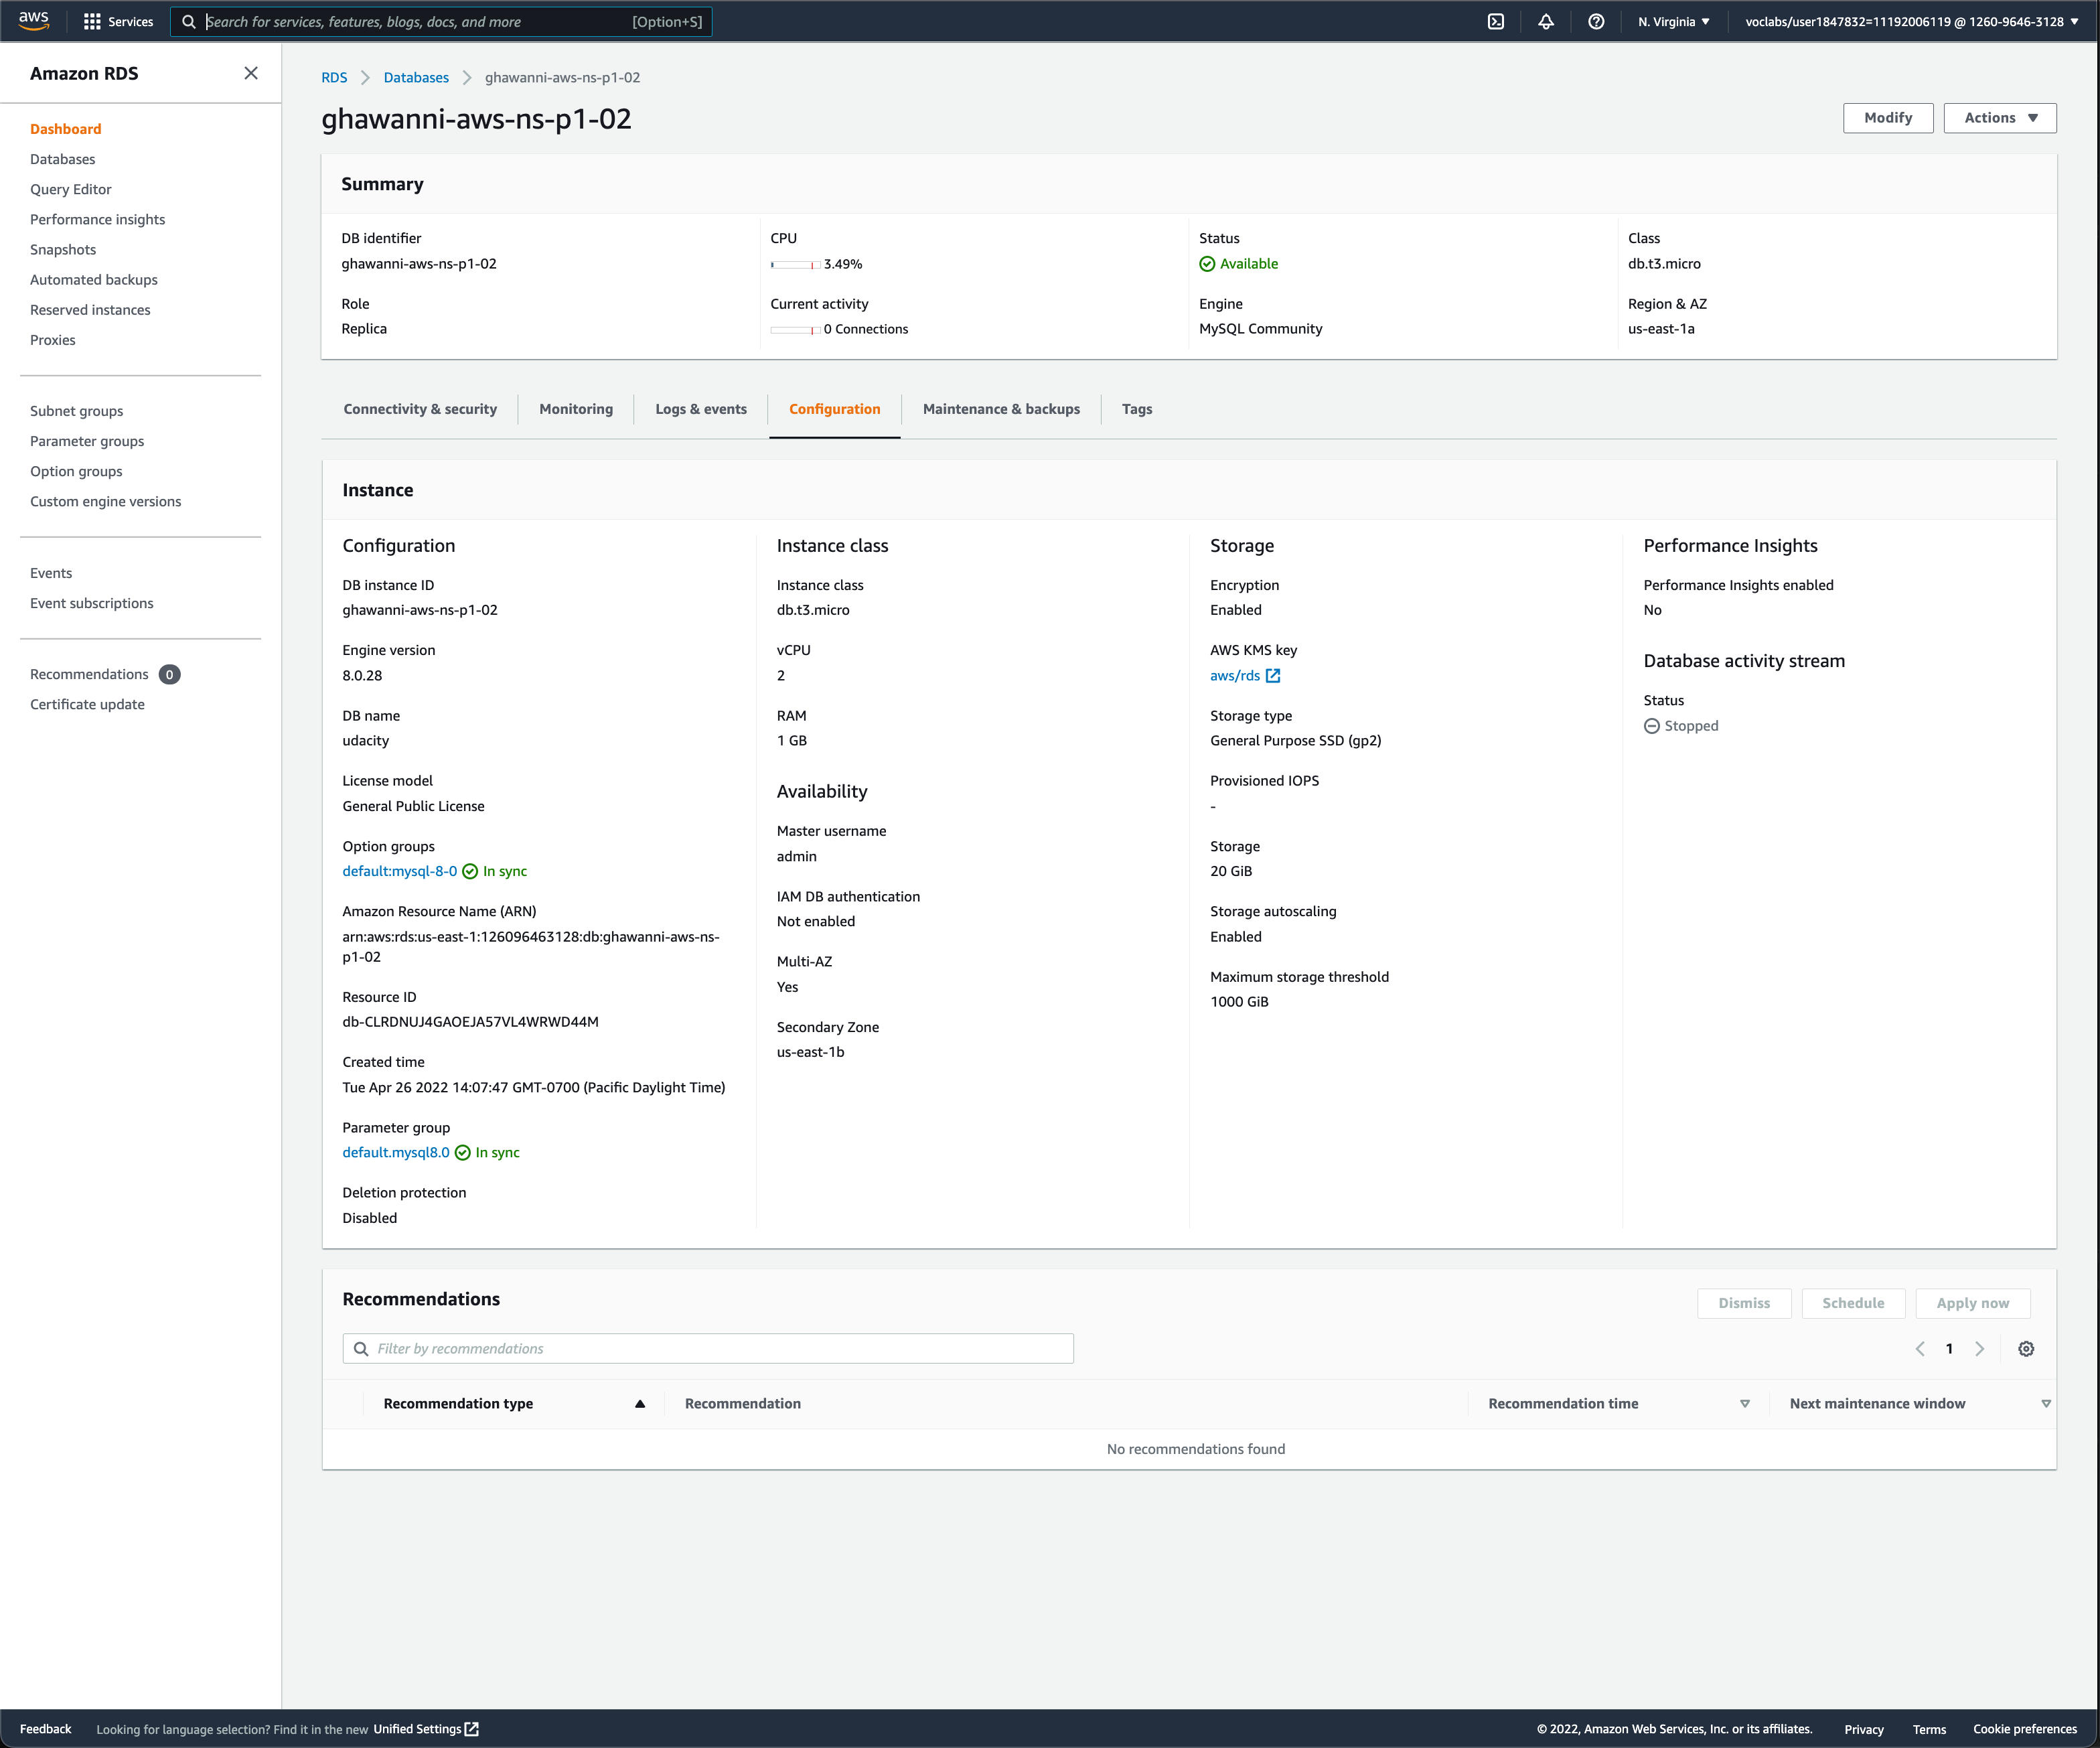 aws
Services
Search for services, features, blogs, docs, and more
[Option+S]
N. Virginia
voclabs/user1847832=11192006119 @ 1260-9646-3128
Amazon RDS
Dashboard
Databases
Query Editor
Performance insights
Snapshots
Automated backups
Reserved instances
Proxies
Subnet groups
Parameter groups
Option groups
Custom engine versions
Events
Event subscriptions
Recommendations 0
Certificate update
RDS
Databases
ghawanni-aws-ns-p1-02
ghawanni-aws-ns-p1-02
Modify
Actions
Summary
DB identifier
ghawanni-aws-ns-p1-02
CPU
3.49%
Status
Available
Class
db.t3.micro
Role
Replica
Current activity
0 Connections
Engine
MySQL Community
Region & AZ
us-east-1a
Connectivity & security
Monitoring
Logs & events
Configuration
Maintenance & backups
Tags
Instance
Configuration
DB instance ID
ghawanni-aws-ns-p1-02
Engine version
8.0.28
DB name
udacity
License model
General Public License
Option groups
default:mysql-8-0 In sync
Amazon Resource Name (ARN)
arn:aws:rds:us-east-1:126096463128:db:ghawanni-aws-ns-
p1-02
Resource ID
db-CLRDNUJ4GAOEJA57VL4WRWD44M
Created time
Tue Apr 26 2022 14:07:47 GMT-0700 (Pacific Daylight Time)
Parameter group
default.mysql8.0 In sync
Deletion protection
Disabled
Instance class
Instance class
db.t3.micro
vCPU
2
RAM
1 GB
Availability
Master username
admin
IAM DB authentication
Not enabled
Multi-AZ
Yes
Secondary Zone
us-east-1b
Storage
Encryption
Enabled
AWS KMS key
aws/rds
Storage type
General Purpose SSD (gp2)
Provisioned IOPS
-
Storage
20 GiB
Storage autoscaling
Enabled
Maximum storage threshold
1000 GiB
Performance Insights
Performance Insights enabled
No
Database activity stream
Status
Stopped
Recommendations
Dismiss
Schedule
Apply now
Filter by recommendations
1
Recommendation type
Recommendation
Recommendation time
Next maintenance window
No recommendations found
Feedback
Looking for language selection? Find it in the new Unified Settings
© 2022, Amazon Web Services, Inc. or its affiliates.
Privacy
Terms
Cookie preferences